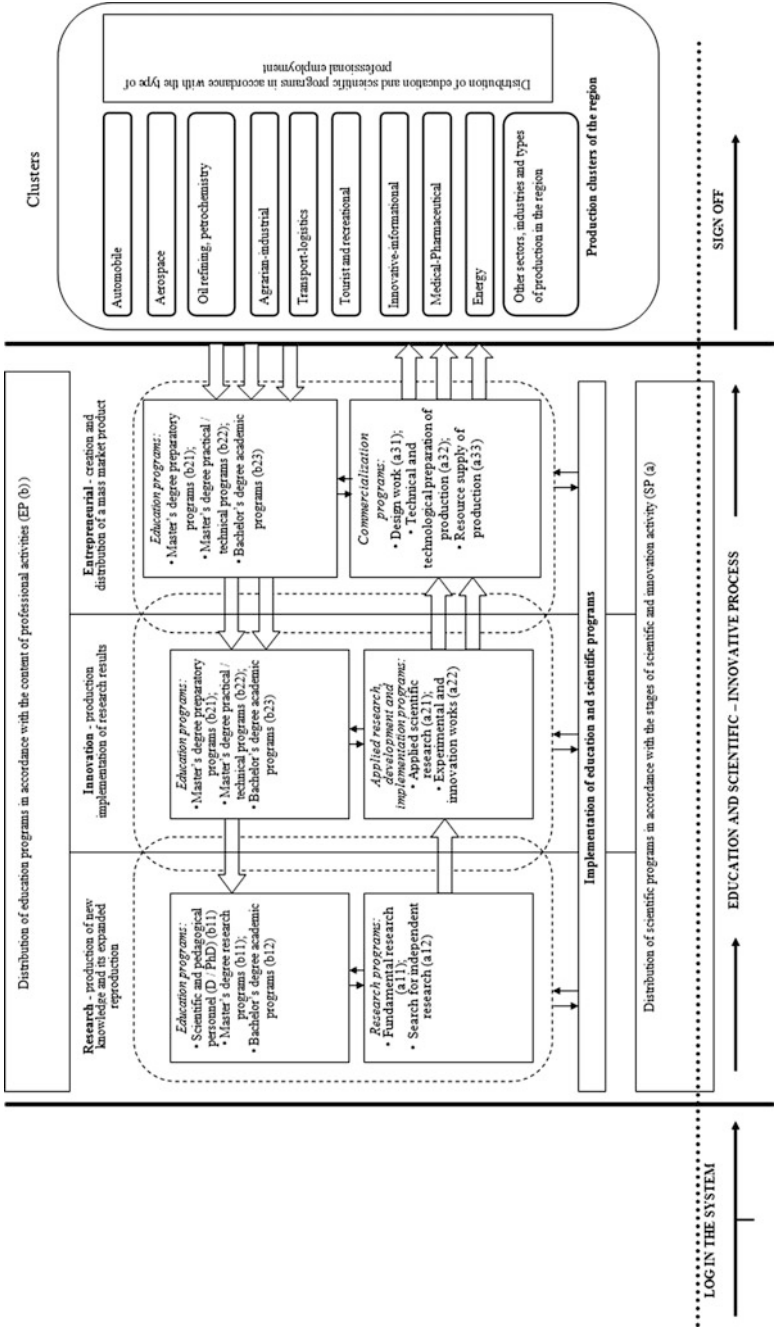 Clusters
Distribution of education and scientific programs in accordance with the type of
professional employment
Automobile
Aerospace
Oil refining, petrochemistry
Agrarian-industrial
Transport-logistics
Tourist and recreational
Innovative-informational
Medical-Pharmaceutical
Energy
Other sectors, industries and types
of production in the region
Production clusters of the region
SIGN OFF
Distribution of education programs in accordance with the content of professional activities (EP (b))
Research - production of new
knowledge and its expanded
reproduction
Innovation - production
implementation of research results
Entrepreneurial - creation and
distribution of a mass market product
Education programs:
• Scientific and pedagogical
personnel (D / PhD) (b11)
• Master's degree research
programs (b11);
• Bachelor's degree academic
programs (b12)
Education programs:
• Master's degree preparatory
programs (b21);
• Master's degree practical /
technical programs (b22);
• Bachelor's degree academic
programs (b23)
Education programs:
• Master's degree preparatory
programs (b21);
• Master's degree practical /
technical programs (b22);
• Bachelor's degree academic
programs (b23)
Research programs:
• Fundamental research
(a11);
• Search for independent
research (a12)
Applied research,
development and
implementation programs:
• Applied scientific
research (a21);
• Experimental and
innovation works (a22)
Commercialization
programs:
• Design work (a31);
• Technical and
technological preparation of
production (a32);
• Resource supply of
production (a33)
Implementation of education and scientific programs
Distribution of scientific programs in accordance with the stages of scientific and innovation activity (SP (a)
LOG IN THE SYSTEM
EDUCATION AND SCIENTIFIC – INNOVATIVE PROCESS